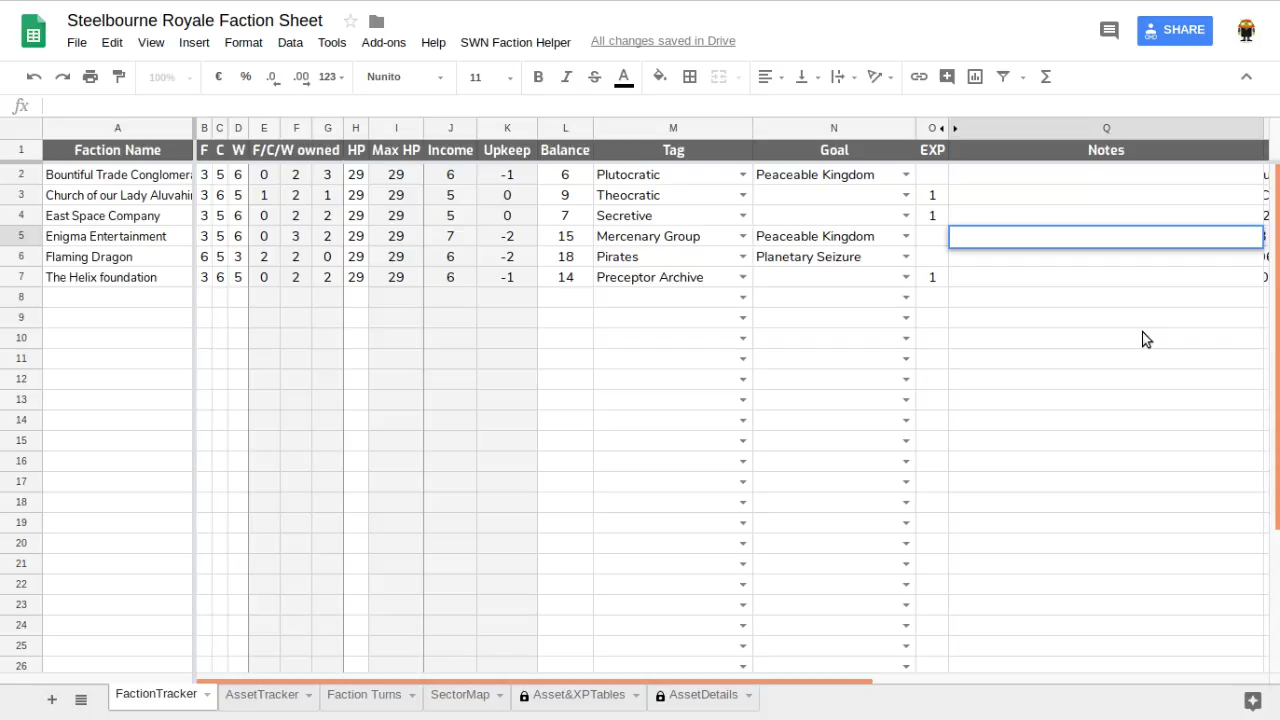 Steelbourne Royale Faction Sheet
File Edit View Insert Format Data Tools Add-ons Help SWN Faction Helper All changes saved in Drive
SHARE
100% € % .0 .00 123 Nunito 11 B I S A
fx
A B C D E F G H I J K L M N O Q
1 Faction Name F C W F/C/W owned HP Max HP Income Upkeep Balance Tag Goal EXP Notes
2 Bountiful Trade Conglomera 3 5 6 0 2 3 29 29 6 -1 6 Plutocratic Peaceable Kingdom
3 Church of our Lady Aluvahi 3 6 5 1 2 1 29 29 5 0 9 Theocratic 1
4 East Space Company 3 5 6 0 2 2 29 29 5 0 7 Secretive 1
5 Enigma Entertainment 3 5 6 0 3 2 29 29 7 -2 15 Mercenary Group Peaceable Kingdom
6 Flaming Dragon 6 5 3 2 2 0 29 29 6 -2 18 Pirates Planetary Seizure
7 The Helix foundation 3 6 5 0 2 2 29 29 6 -1 14 Preceptor Archive 1
8
9
10
11
12
13
14
15
16
17
18
19
20
21
22
23
24
25
26
FactionTracker AssetTracker Faction Turns SectorMap Asset&XPTables AssetDetails